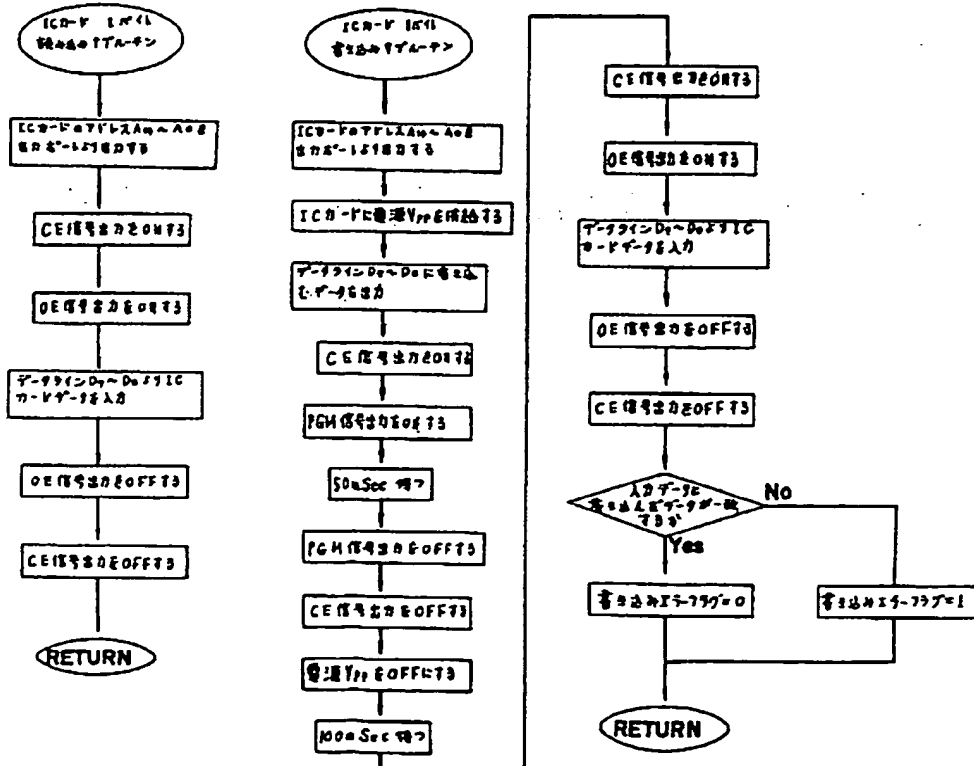 ICカード 1バイト
読み込みサブルーチン
ICカードのアドレスA14～A0を
出力ポートより出力する
CE信号出力をONする
OE信号出力をONする
データラインD7～D0よりIC
カードデータを入力
OE信号出力をOFFする
CE信号出力をOFFする
RETURN
ICカード 1バイト
書き込みサブルーチン
ICカードのアドレスA14～A0を
出力ポートより出力する
ICカードに電源VPPを供給する
データラインD7～D0に書き込
むデータを出力
CE信号出力をONする
PGM信号出力をONする
50mSec 待つ
PGM信号出力をOFFする
CE信号出力をOFFする
電源VPPをOFFにする
100mSec 待つ
CE信号出力をONする
OE信号出力をONする
データラインD7～D0よりIC
カードデータを入力
OE信号出力をOFFする
CE信号出力をOFFする
入力データと
書き込んだデータが一致
するか
No
Yes
書き込みエラーフラグ=0
書き込みエラーフラグ=1
RETURN